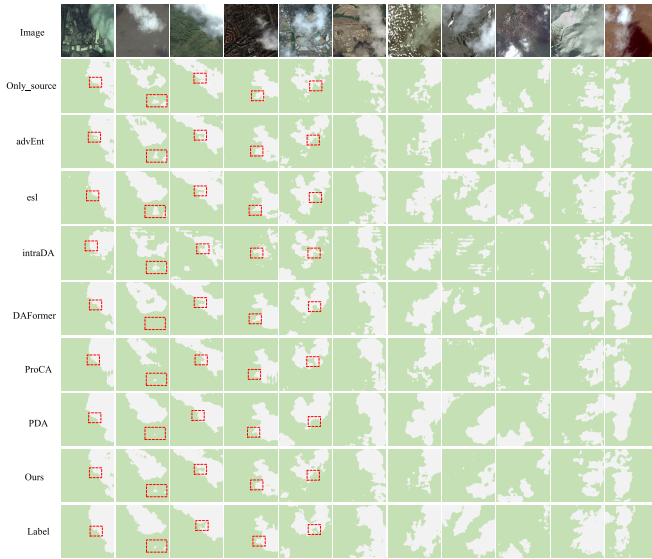 Image
Only_source
advEnt
esl
intraDA
DAFormer
ProCA
PDA
Ours
Label